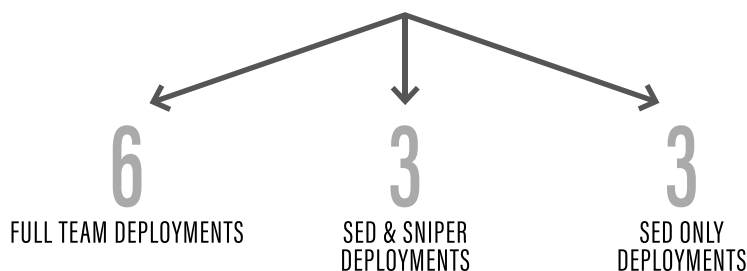 6
FULL TEAM DEPLOYMENTS
3
SED & SNIPER
DEPLOYMENTS
3
SED ONLY
DEPLOYMENTS